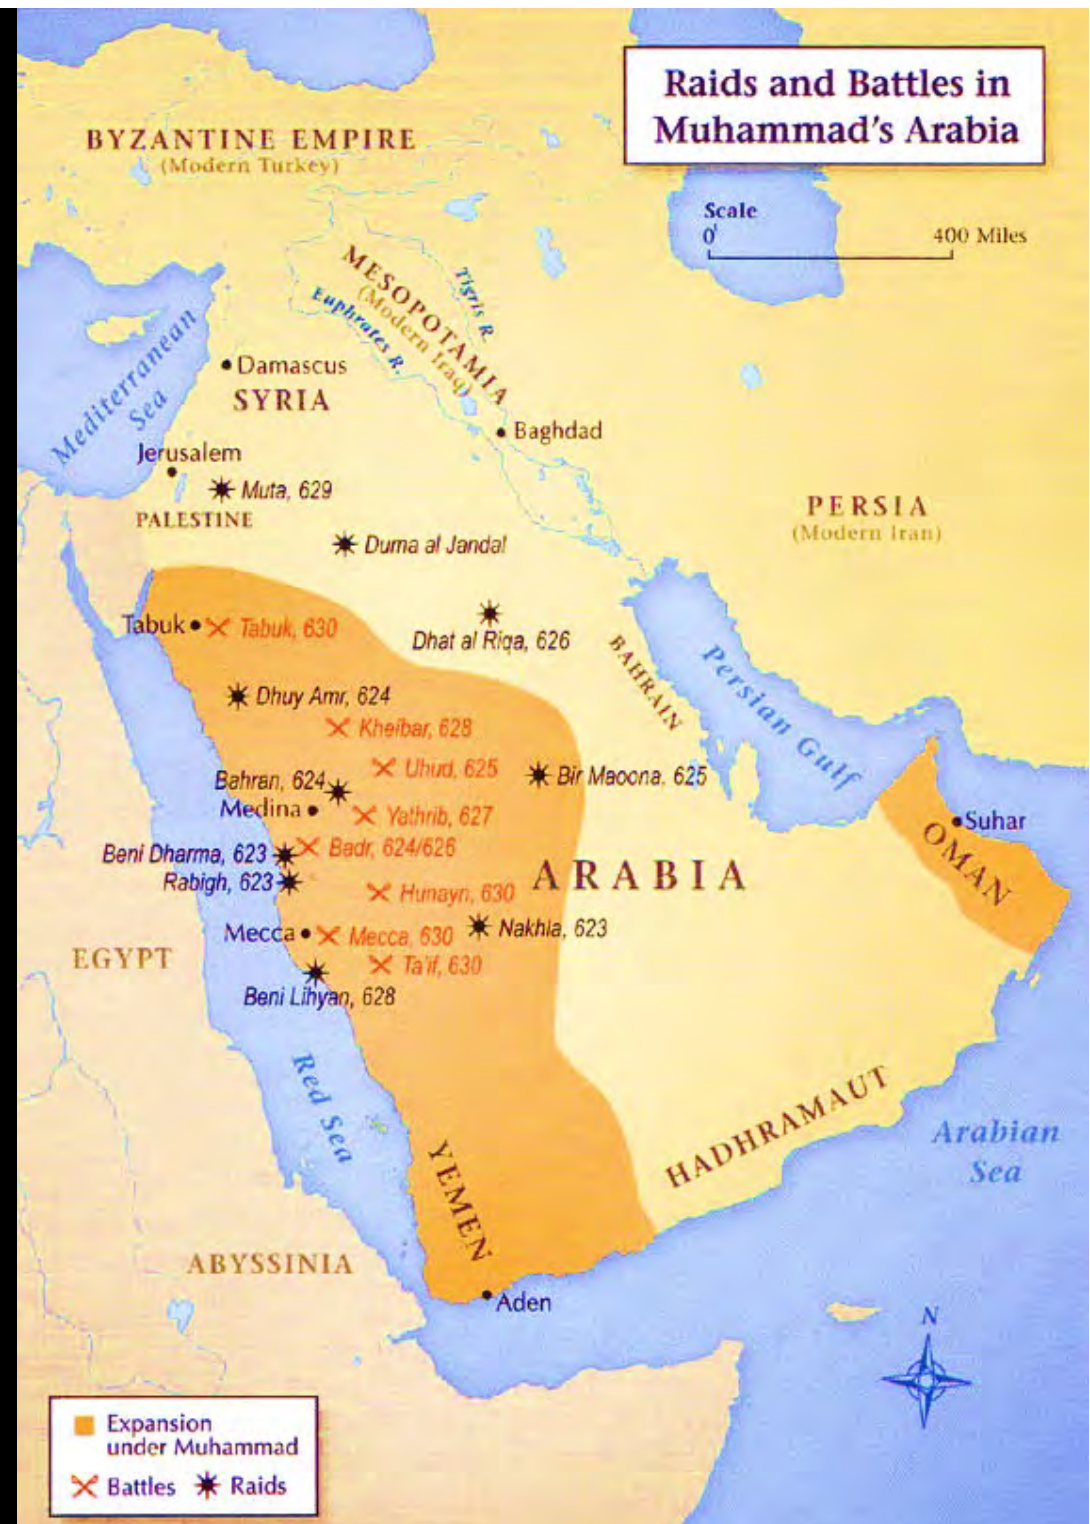 Raids and Battles in
Muhammad's Arabia
Scale
0
400 Miles
BYZANTINE EMPIRE
(Modern Turkey)
MESOPOTAMIA
(Modern Iraq)
Tigris R.
Euphrates R.
Mediterranean
Sea
Damascus
SYRIA
Baghdad
Jerusalem
Muta, 629
PALESTINE
PERSIA
(Modern Iran)
Duma al Jandal
Tabuk
Tabuk, 630
Dhat al Riqa, 626
BAHRAIN
Persian Gulf
Dhuy Amr, 624
Kheibar, 628
Uhud, 625
Bir Maoona, 625
Bahran, 624
Medina
Yathrib, 627
Suhar
OMAN
Beni Dharma, 623
Badr, 624/626
Rabigh, 623
Hunayn, 630
ARABIA
Mecca
Mecca, 630
Nakhla, 623
EGYPT
Ta'if, 630
Beni Lihyan, 628
Red Sea
HADHRAMAUT
Arabian
Sea
YEMEN
ABYSSINIA
Aden
N
Expansion
under Muhammad
Battles
Raids